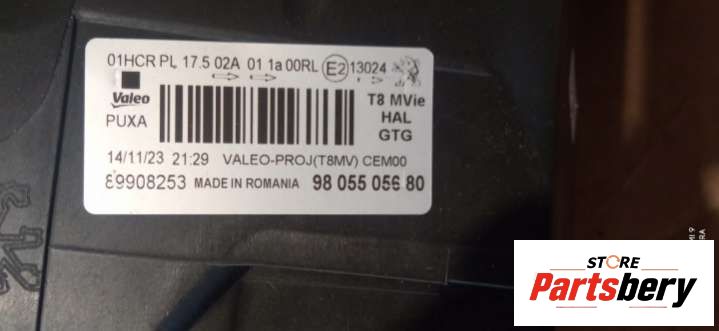 01HCR PL 17.5 02A 01 1a 00RL E2 13024
Valeo
T8 MVie
PUXA
HAL
GTG
14/11/23 21:29 VALEO-PROJ(T8MV) CEM00
89908253 MADE IN ROMANIA 98 055 056 80
STORE
Partsbery